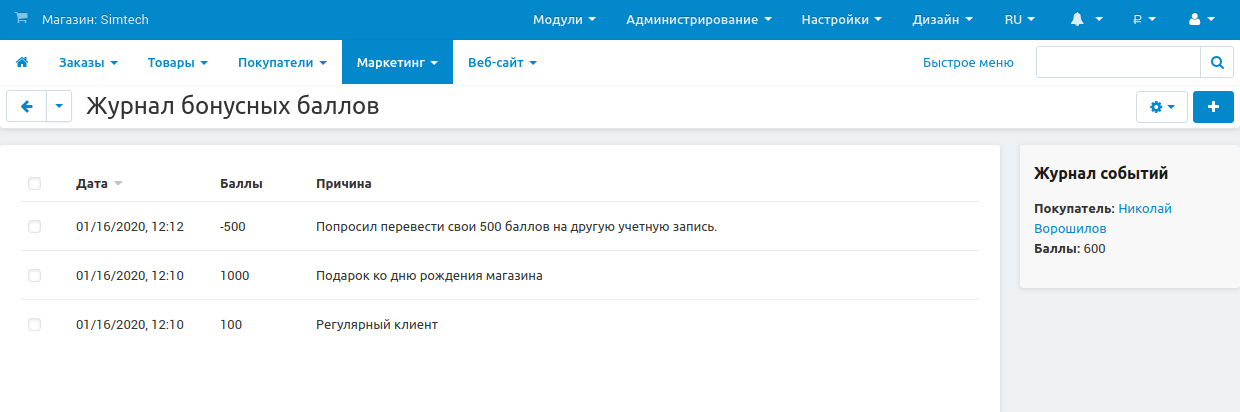 Магазин: Simtech Модули Администрирование Настройки Дизайн RU ₽
Заказы Товары Покупатели Маркетинг Веб-сайт Быстрое меню
Журнал бонусных баллов
Дата Баллы Причина
01/16/2020, 12:12 -500 Попросил перевести свои 500 баллов на другую учетную запись.
01/16/2020, 12:10 1000 Подарок ко дню рождения магазина
01/16/2020, 12:10 100 Регулярный клиент
Журнал событий
Покупатель: Николай
Ворошилов
Баллы: 600